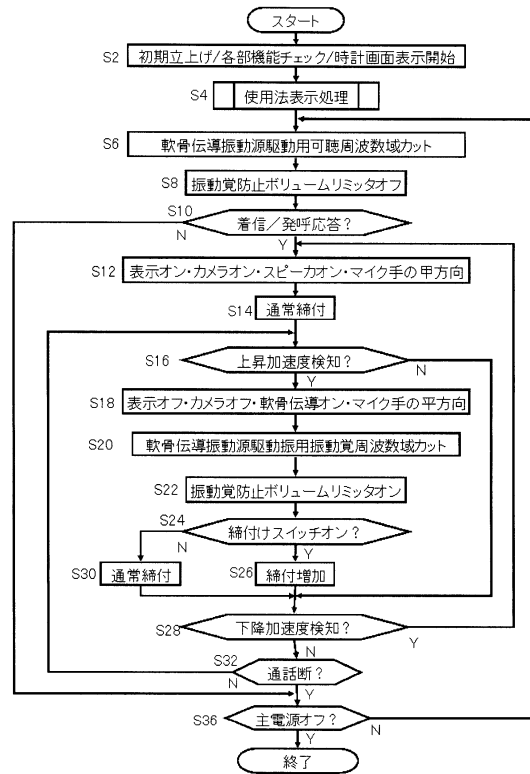 スタート
S2
初期立上げ/各部機能チェック/時計画面表示開始
S4
使用法表示処理
S6
軟骨伝導振動源駆動用可聴周波数域カット
S8
振動覚防止ボリュームリミッタオフ
S10
着信／発呼応答？
N
Y
S12
表示オン・カメラオン・スピーカオン・マイク手の甲方向
S14
通常締付
S16
上昇加速度検知？
N
Y
S18
表示オフ・カメラオフ・軟骨伝導オン・マイク手の平方向
S20
軟骨伝導振動源駆動振用振動覚周波数域カット
S22
振動覚防止ボリュームリミッタオン
S24
締付けスイッチオン？
N
Y
S30
通常締付
S26
締付増加
S28
下降加速度検知？
Y
N
S32
通話断？
N
Y
S36
主電源オフ？
N
Y
終了